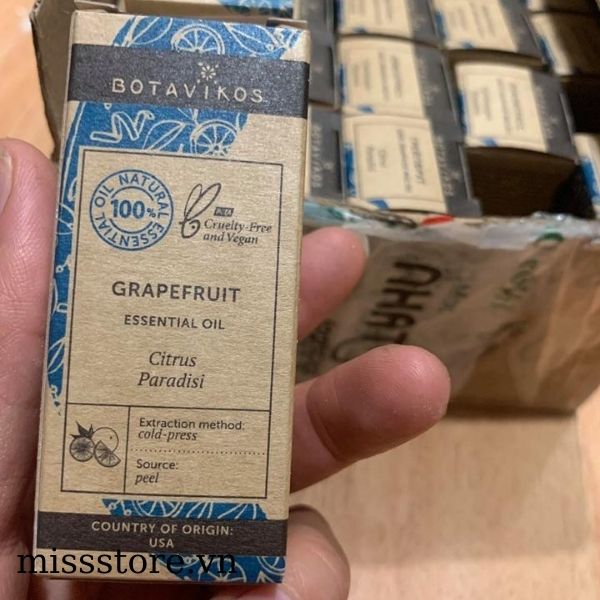 BOTAVIKOS
100% NATURAL ESSENTIAL OIL
PETA
Cruelty-Free
and Vegan
GRAPEFRUIT
ESSENTIAL OIL
Citrus
Paradisi
Extraction method:
cold-press
Source:
peel
COUNTRY OF ORIGIN:
USA
missstore.vn